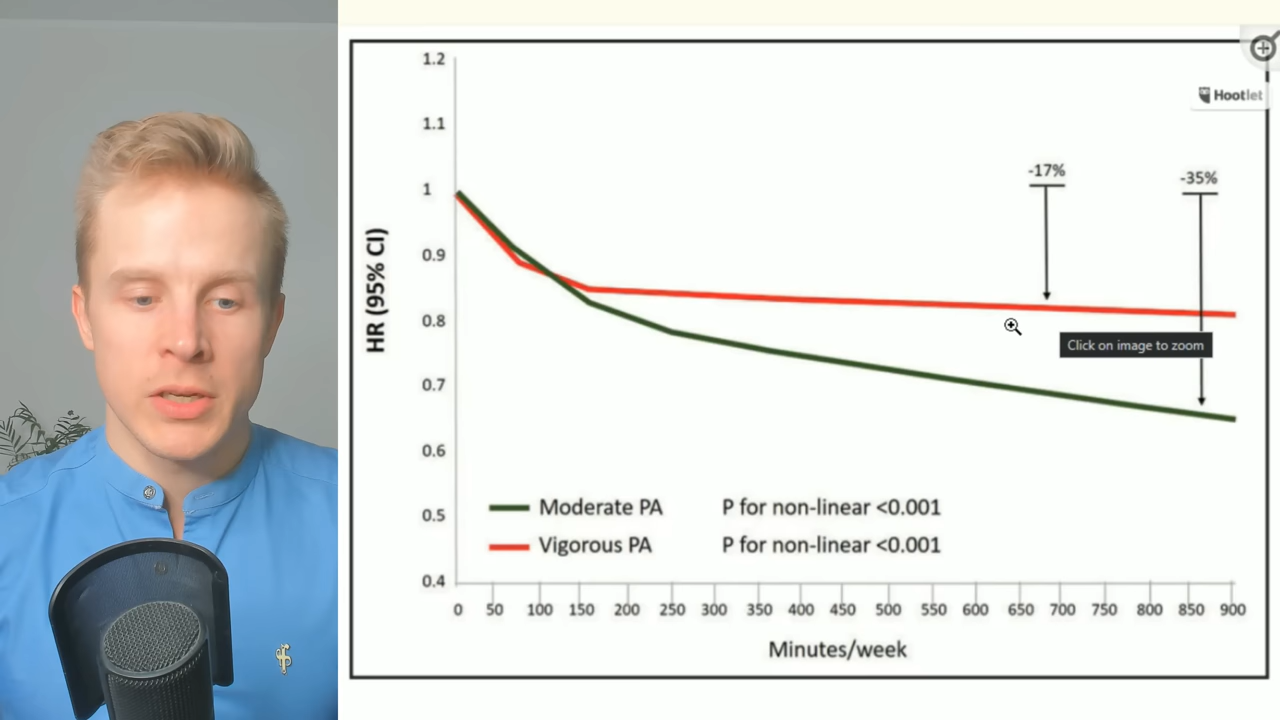 Hootlet
HR (95% CI)
1.2
1.1
1
0.9
0.8
0.7
0.6
0.5
0.4
-17%
-35%
Click on image to zoom
Moderate PA P for non-linear <0.001
Vigorous PA P for non-linear <0.001
0 50 100 150 200 250 300 350 400 450 500 550 600 650 700 750 800 850 900
Minutes/week